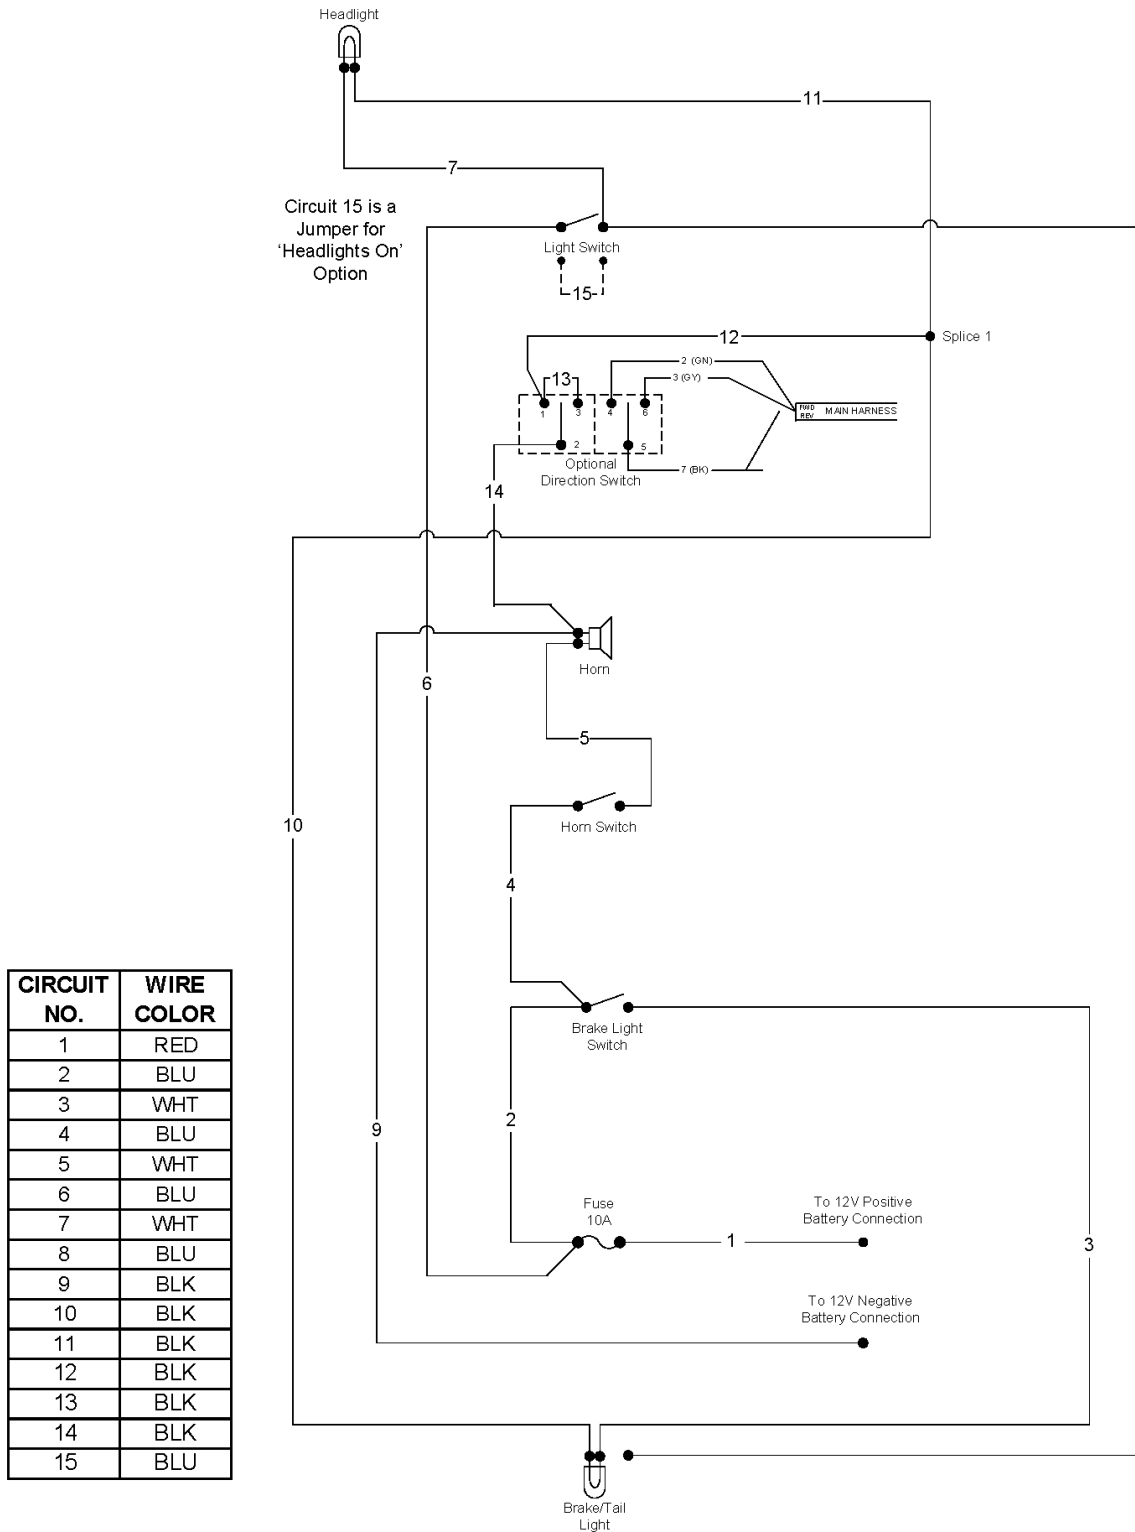 Headlight
11
7
Circuit 15 is a
Jumper for
‘Headlights On’
Option
Light Switch
15
12
Splice 1
2 (GN)
13
3 (GY)
1
3
4
6
FWD
REV
MAIN HARNESS
2
5
Optional
Direction Switch
7 (BK)
14
Horn
6
5
10
Horn Switch
4
CIRCUIT NO.
WIRE COLOR
1 RED
2 BLU
3 WHT
4 BLU
5 WHT
6 BLU
7 WHT
8 BLU
9 BLK
10 BLK
11 BLK
12 BLK
13 BLK
14 BLK
15 BLU
Brake Light
Switch
2
9
Fuse
10A
To 12V Positive
Battery Connection
1
3
To 12V Negative
Battery Connection
Brake/Tail
Light